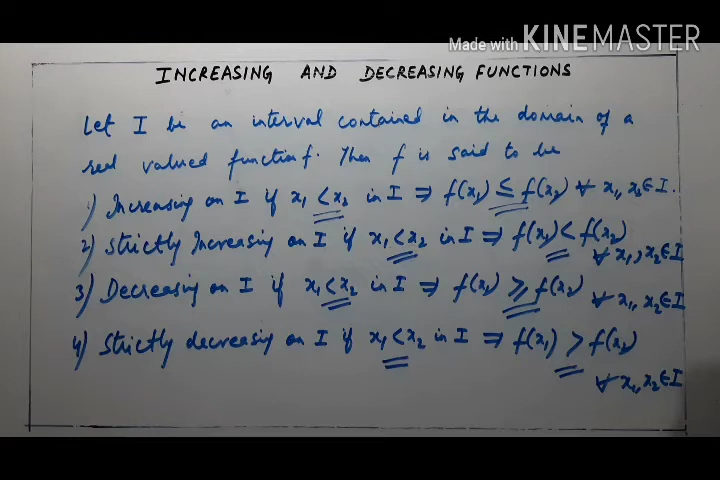 Made with KINEMASTER
INCREASING AND DECREASING FUNCTIONS
Let I be an interval contained in the domain of a
real valued function f. Then f is said to be
1) Increasing on I if x₁ < x₂ in I ⇒ f(x₁) ≤ f(x₂) ∀ x₁, x₂ ∈ I.
2) Strictly Increasing on I if x₁ < x₂ in I ⇒ f(x₁) < f(x₂)
∀ x₁, x₂ ∈ I
3) Decreasing on I if x₁ < x₂ in I ⇒ f(x₁) ≥ f(x₂) ∀ x₁, x₂ ∈ I
4) Strictly decreasing on I if x₁ < x₂ in I ⇒ f(x₁) > f(x₂)
∀ x₁, x₂ ∈ I